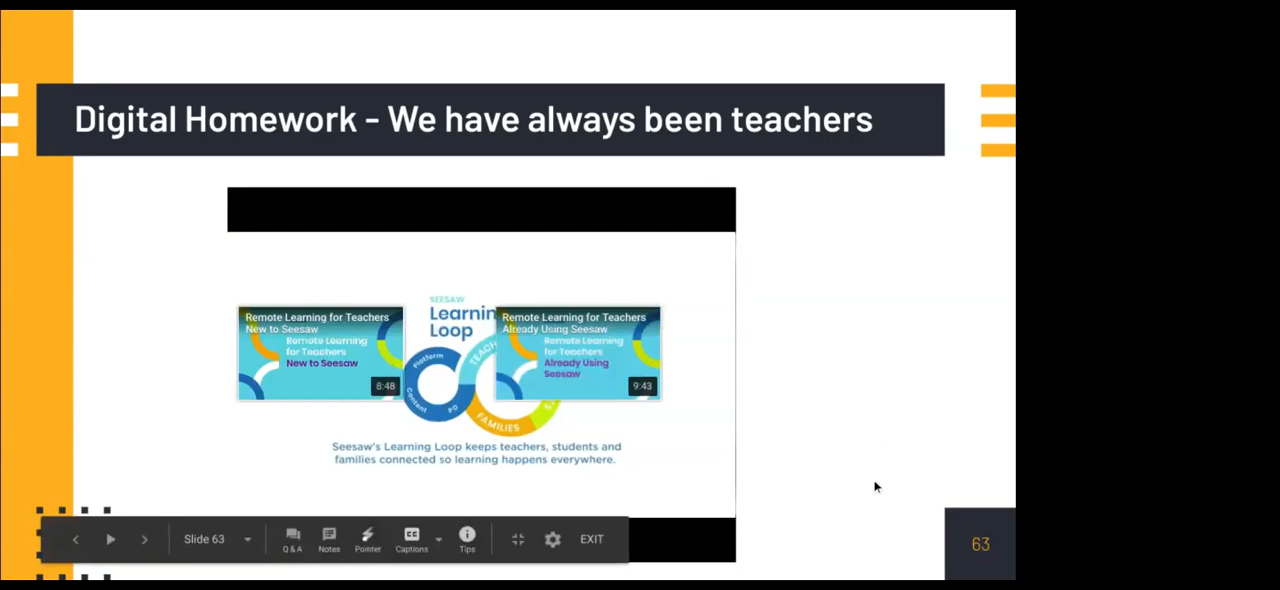 Digital Homework - We have always been teachers
SEESAW
Learnin
Loop
Remote Learning for Teachers
New to Seesaw
Remote Learning
for Teachers
New to Seesaw
8:48
Remote Learning for Teachers
Already Using Seesaw
Remote Learning
for Teachers
Already Using
Seesaw
9:43
Platform
Content
PD
TEACH
FAMILIES
S
Seesaw's Learning Loop keeps teachers, students and
families connected so learning happens everywhere.
Slide 63
Q & A
Notes
Pointer
Captions
Tips
EXIT
63